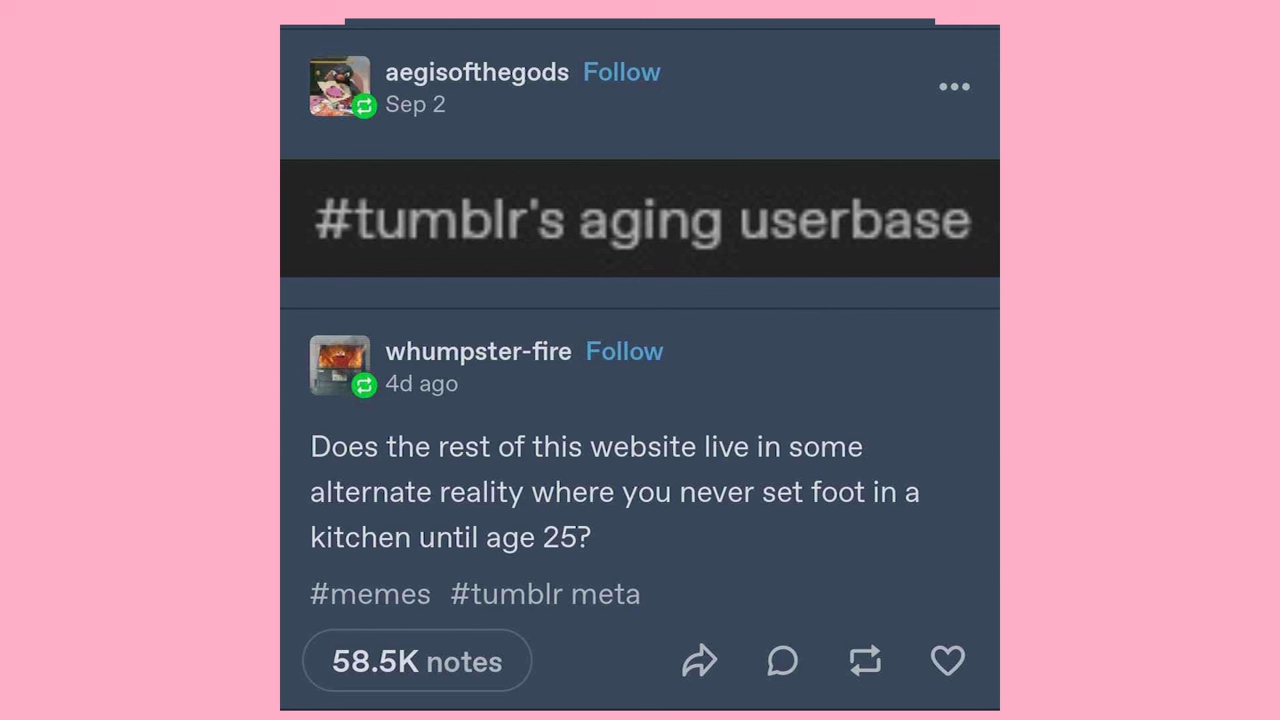 aegisofthegods Follow
Sep 2
#tumblr's aging userbase
whumpster-fire Follow
4d ago
Does the rest of this website live in some
alternate reality where you never set foot in a
kitchen until age 25?
#memes #tumblr meta
58.5K notes